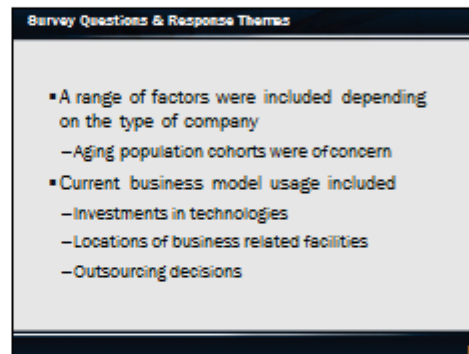 Survey Questions & Response Themes
▪A range of factors were included depending
on the type of company
–Aging population cohorts were of concern
▪Current business model usage included
–Investments in technologies
–Locations of business related facilities
–Outsourcing decisions